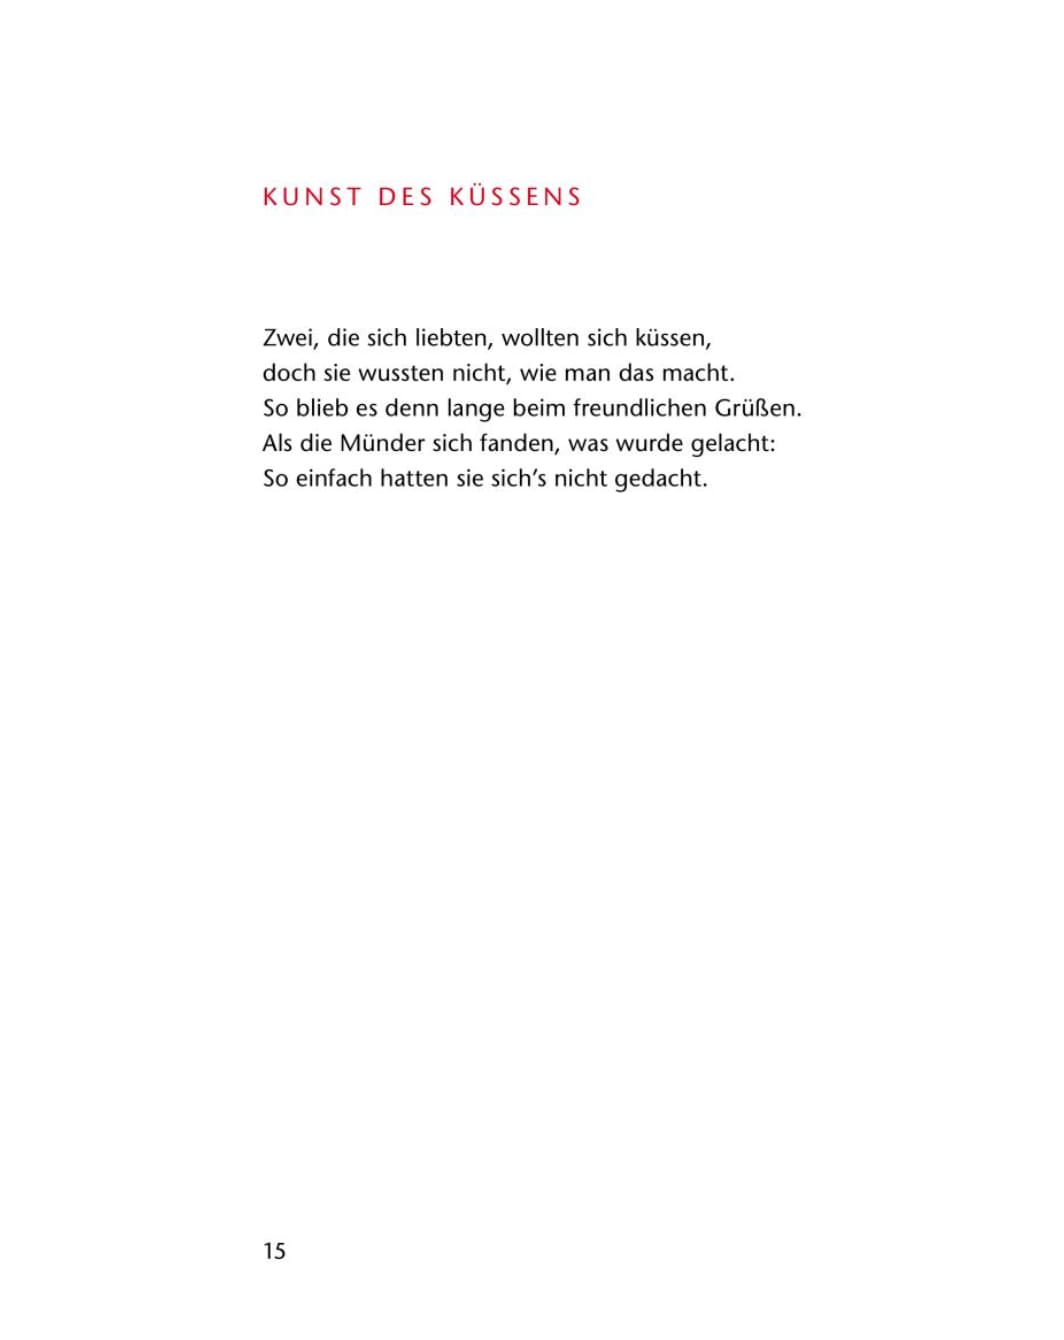 KUNST DES KÜSSENS
Zwei, die sich liebten, wollten sich küssen,
doch sie wussten nicht, wie man das macht.
So blieb es denn lange beim freundlichen Grüßen.
Als die Münder sich fanden, was wurde gelacht:
So einfach hatten sie sich’s nicht gedacht.
15